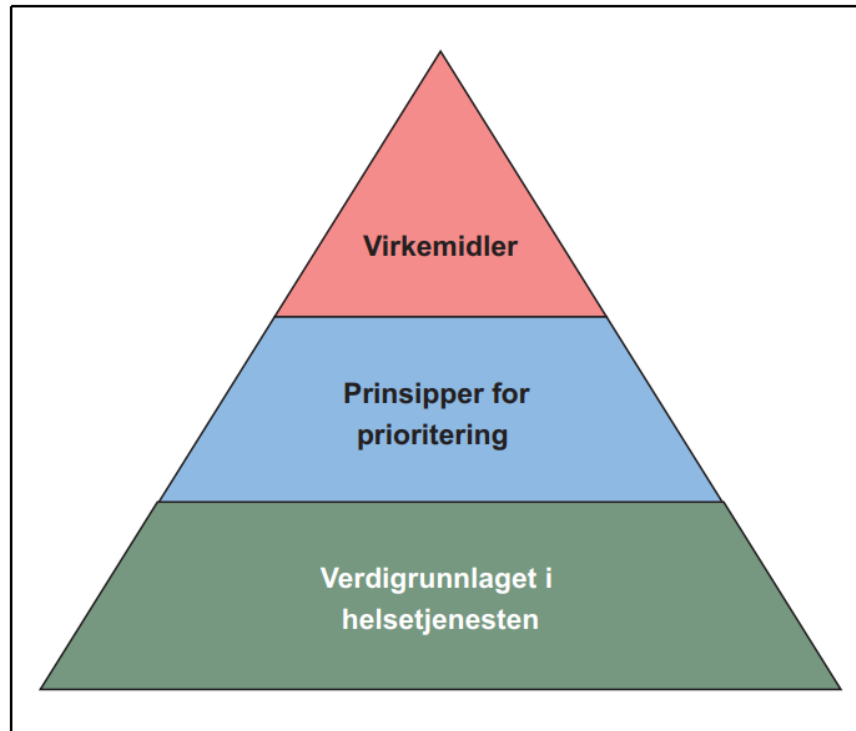 Virkemidler
Prinsipper for
prioritering
Verdigrunnlaget i
helsetjenesten